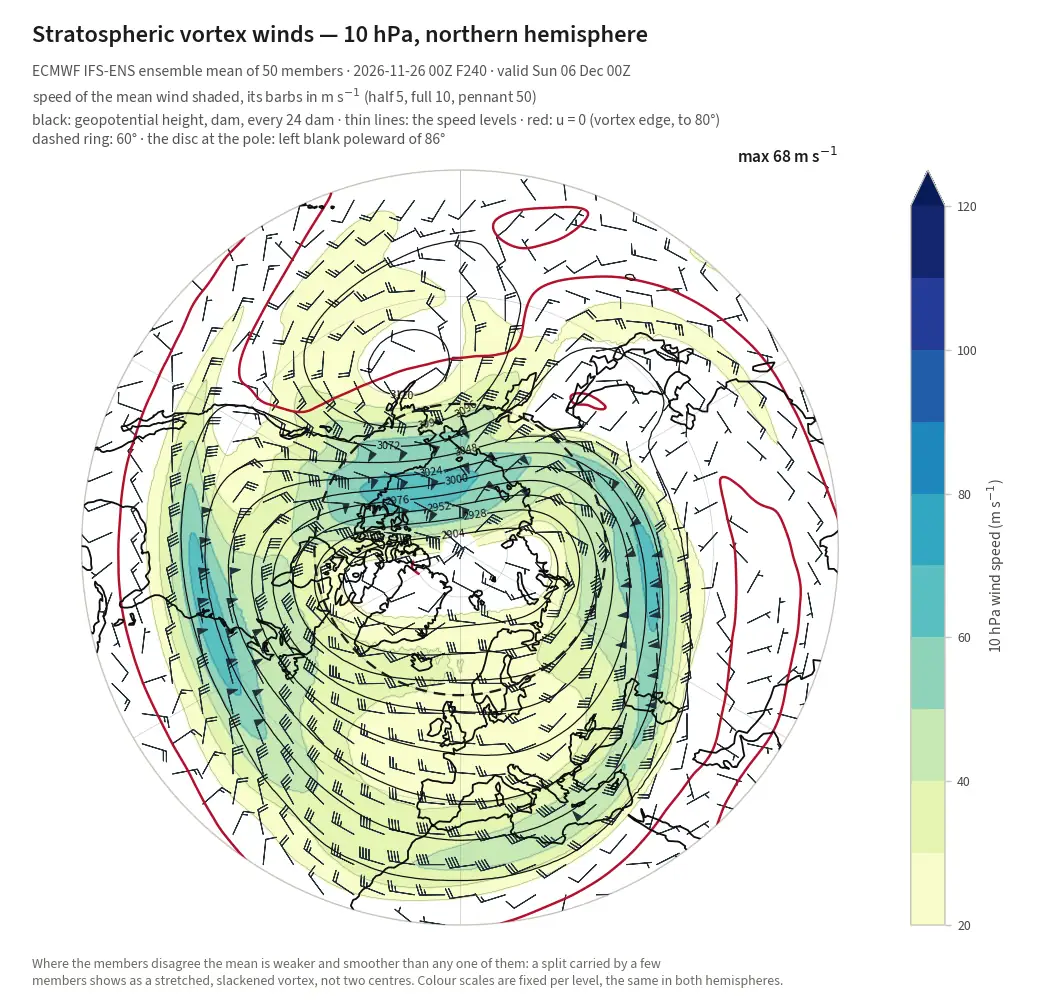 Stratospheric vortex winds — 10 hPa, northern hemisphere
ECMWF IFS-ENS ensemble mean of 50 members · 2026-11-26 00Z F240 · valid Sun 06 Dec 00Z
speed of the mean wind shaded, its barbs in m s⁻¹ (half 5, full 10, pennant 50)
black: geopotential height, dam, every 24 dam · thin lines: the speed levels · red: u = 0 (vortex edge, to 80°)
dashed ring: 60° · the disc at the pole: left blank poleward of 86°
max 68 m s⁻¹
120
100
80
60
40
20
10 hPa wind speed (m s⁻¹)
3120
3072
3048
3024
3000
2976
2952
2928
2904
Where the members disagree the mean is weaker and smoother than any one of them: a split carried by a few
members shows as a stretched, slackened vortex, not two centres. Colour scales are fixed per level, the same in both hemispheres.